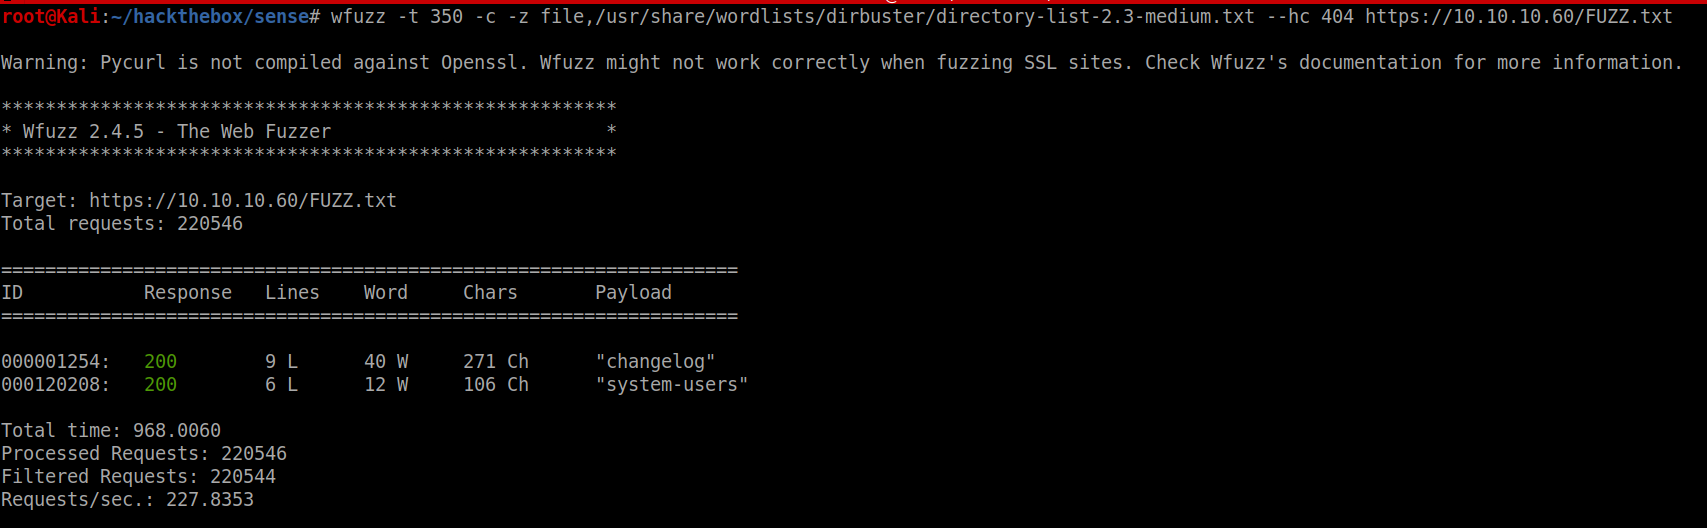 root@Kali:~/hackthebox/sense# wfuzz -t 350 -c -z file,/usr/share/wordlists/dirbuster/directory-list-2.3-medium.txt --hc 404 https://10.10.10.60/FUZZ.txt
Warning: Pycurl is not compiled against Openssl. Wfuzz might not work correctly when fuzzing SSL sites. Check Wfuzz's documentation for more information.
********************************************************
* Wfuzz 2.4.5 - The Web Fuzzer                         *
********************************************************
Target: https://10.10.10.60/FUZZ.txt
Total requests: 220546
===================================================================
ID           Response   Lines    Word     Chars       Payload
===================================================================
000001254:   200        9 L      40 W     271 Ch      "changelog"
000120208:   200        6 L      12 W     106 Ch      "system-users"
Total time: 968.0060
Processed Requests: 220546
Filtered Requests: 220544
Requests/sec.: 227.8353